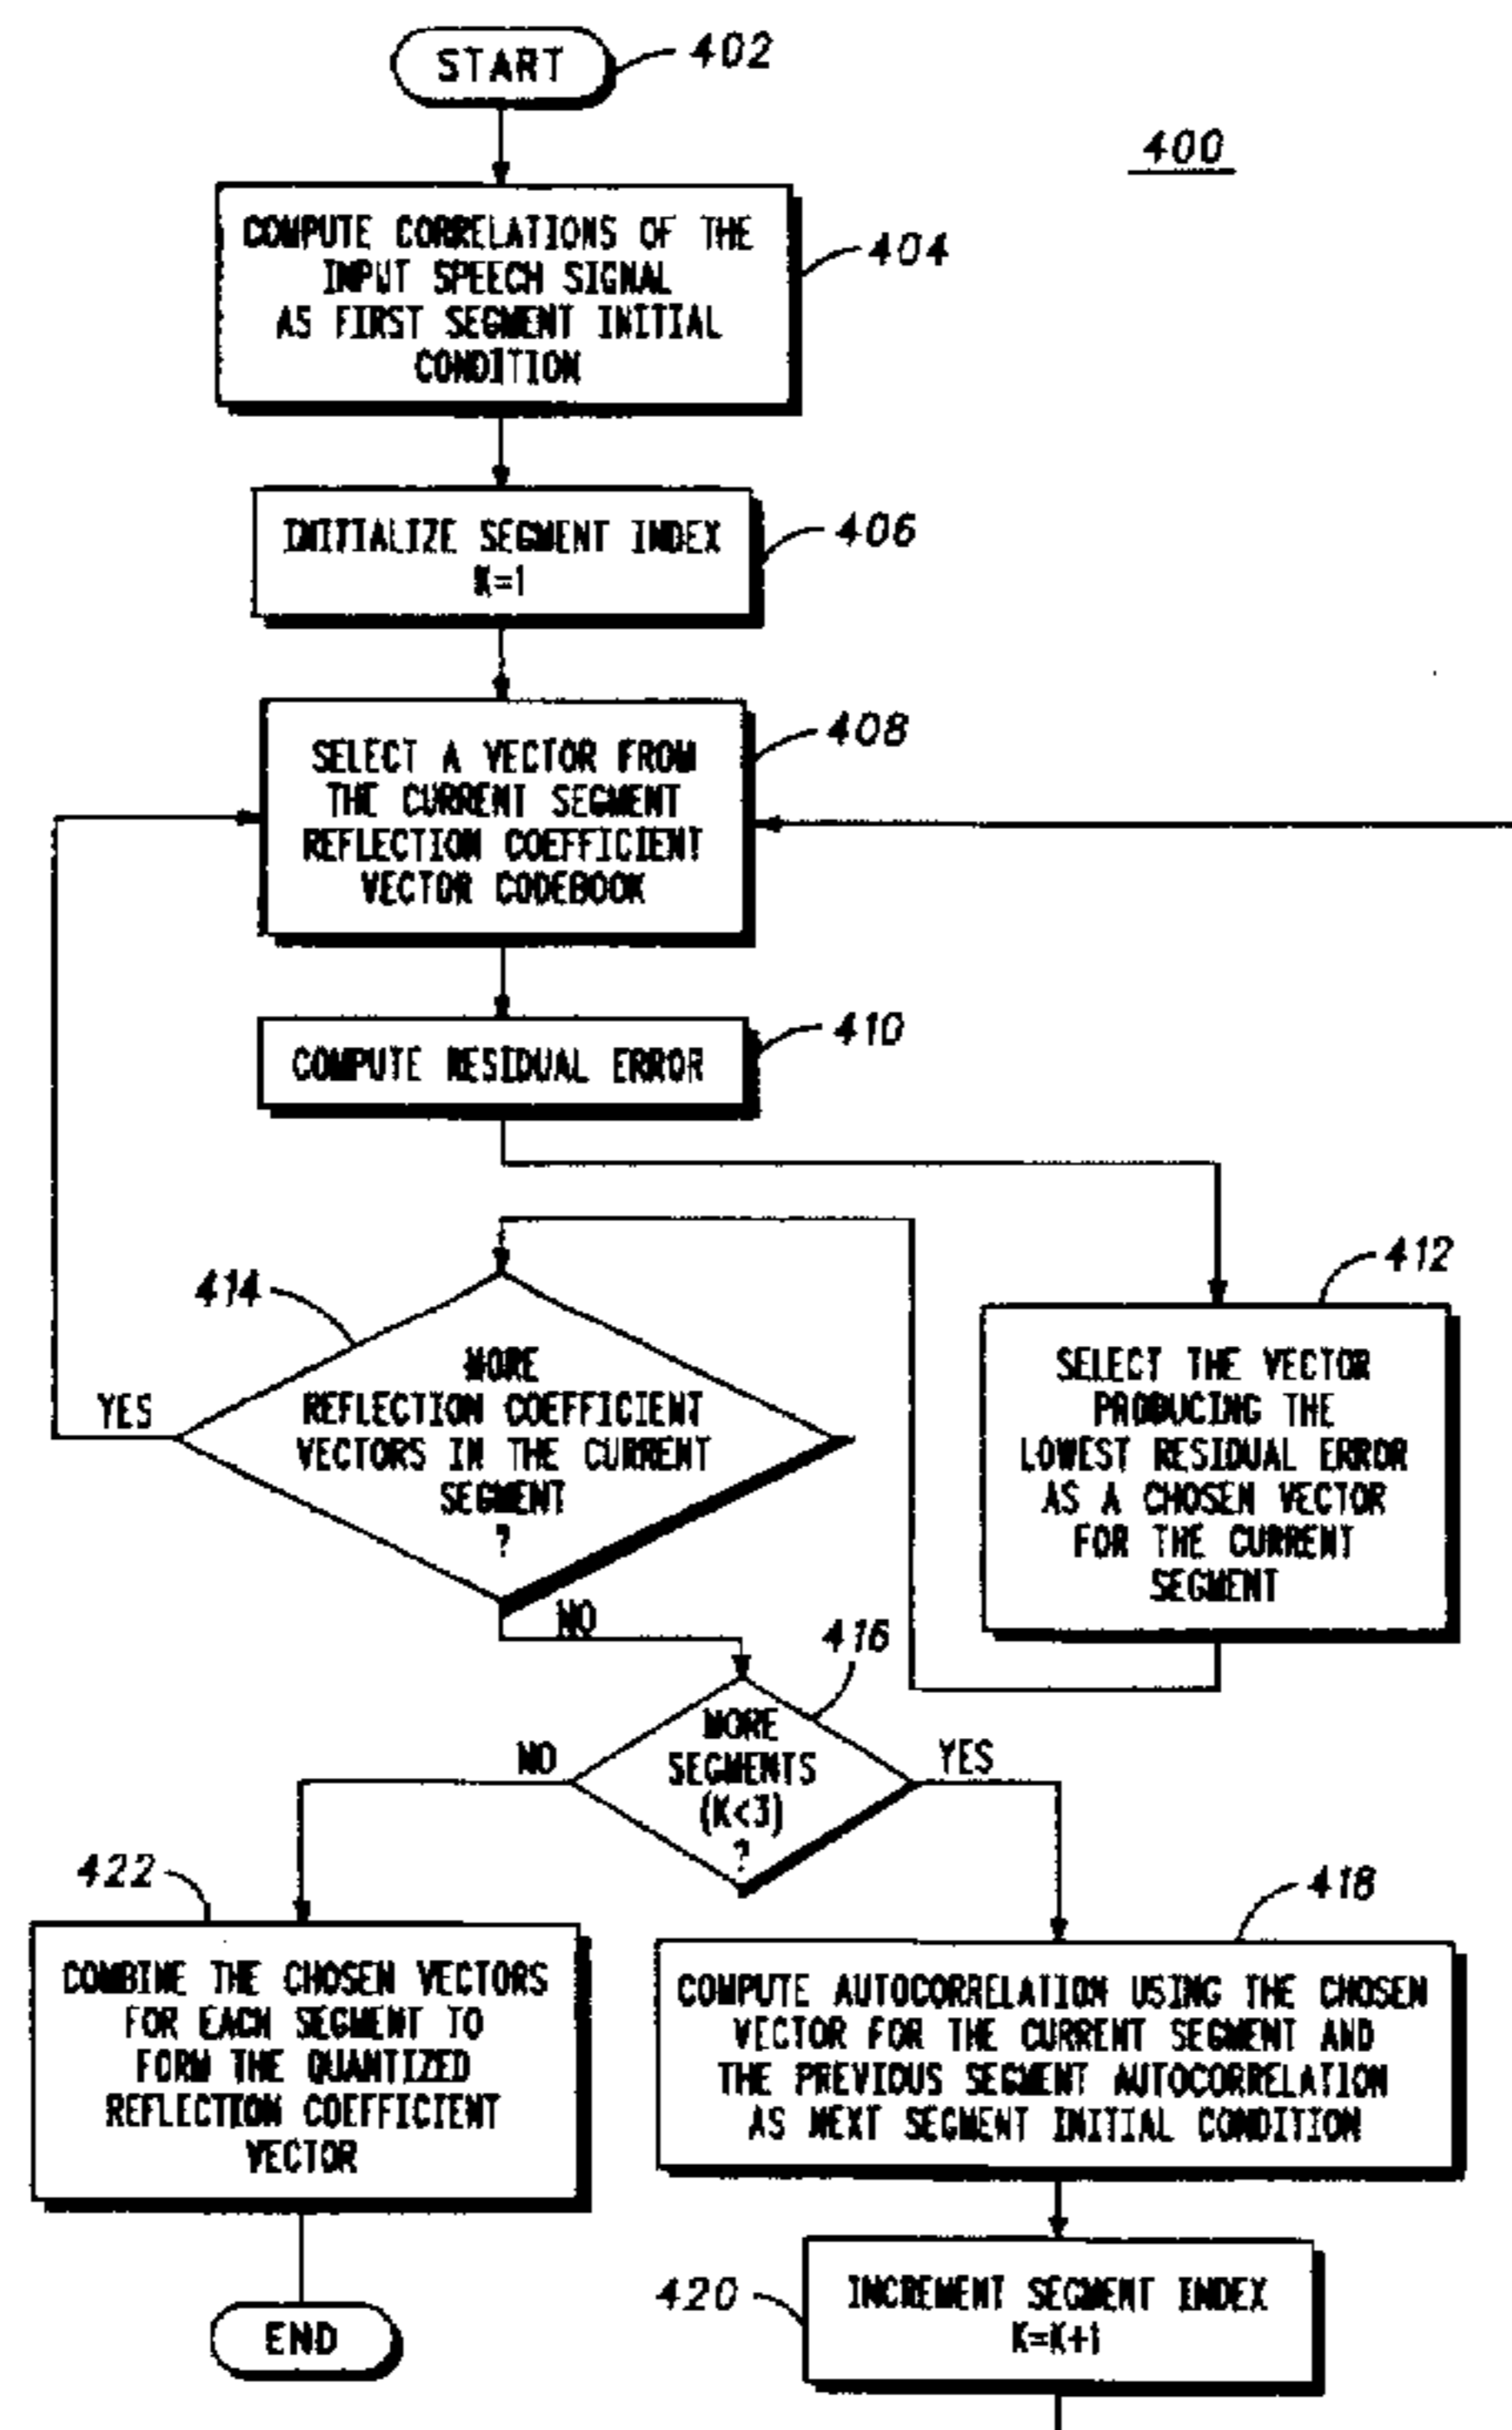 START
402
400
COMPUTE CORRELATIONS OF THE
INPUT SPEECH SIGNAL
AS FIRST SEGMENT INITIAL
CONDITION
404
INITIALIZE SEGMENT INDEX
K=1
406
SELECT A VECTOR FROM
THE CURRENT SEGMENT
REFLECTION COEFFICIENT
VECTOR CODEBOOK
408
COMPUTE RESIDUAL ERROR
410
412
SELECT THE VECTOR
PRODUCING THE
LOWEST RESIDUAL ERROR
AS A CHOSEN VECTOR
FOR THE CURRENT
SEGMENT
414
MORE
REFLECTION COEFFICIENT
VECTORS IN THE CURRENT
SEGMENT
?
YES
NO
416
MORE
SEGMENTS
(K<3)
?
NO
YES
422
COMBINE THE CHOSEN VECTORS
FOR EACH SEGMENT TO
FORM THE QUANTIZED
REFLECTION COEFFICIENT
VECTOR
418
COMPUTE AUTOCORRELATION USING THE CHOSEN
VECTOR FOR THE CURRENT SEGMENT AND
THE PREVIOUS SEGMENT AUTOCORRELATION
AS NEXT SEGMENT INITIAL CONDITION
420
INCREMENT SEGMENT INDEX
K=K+1
END